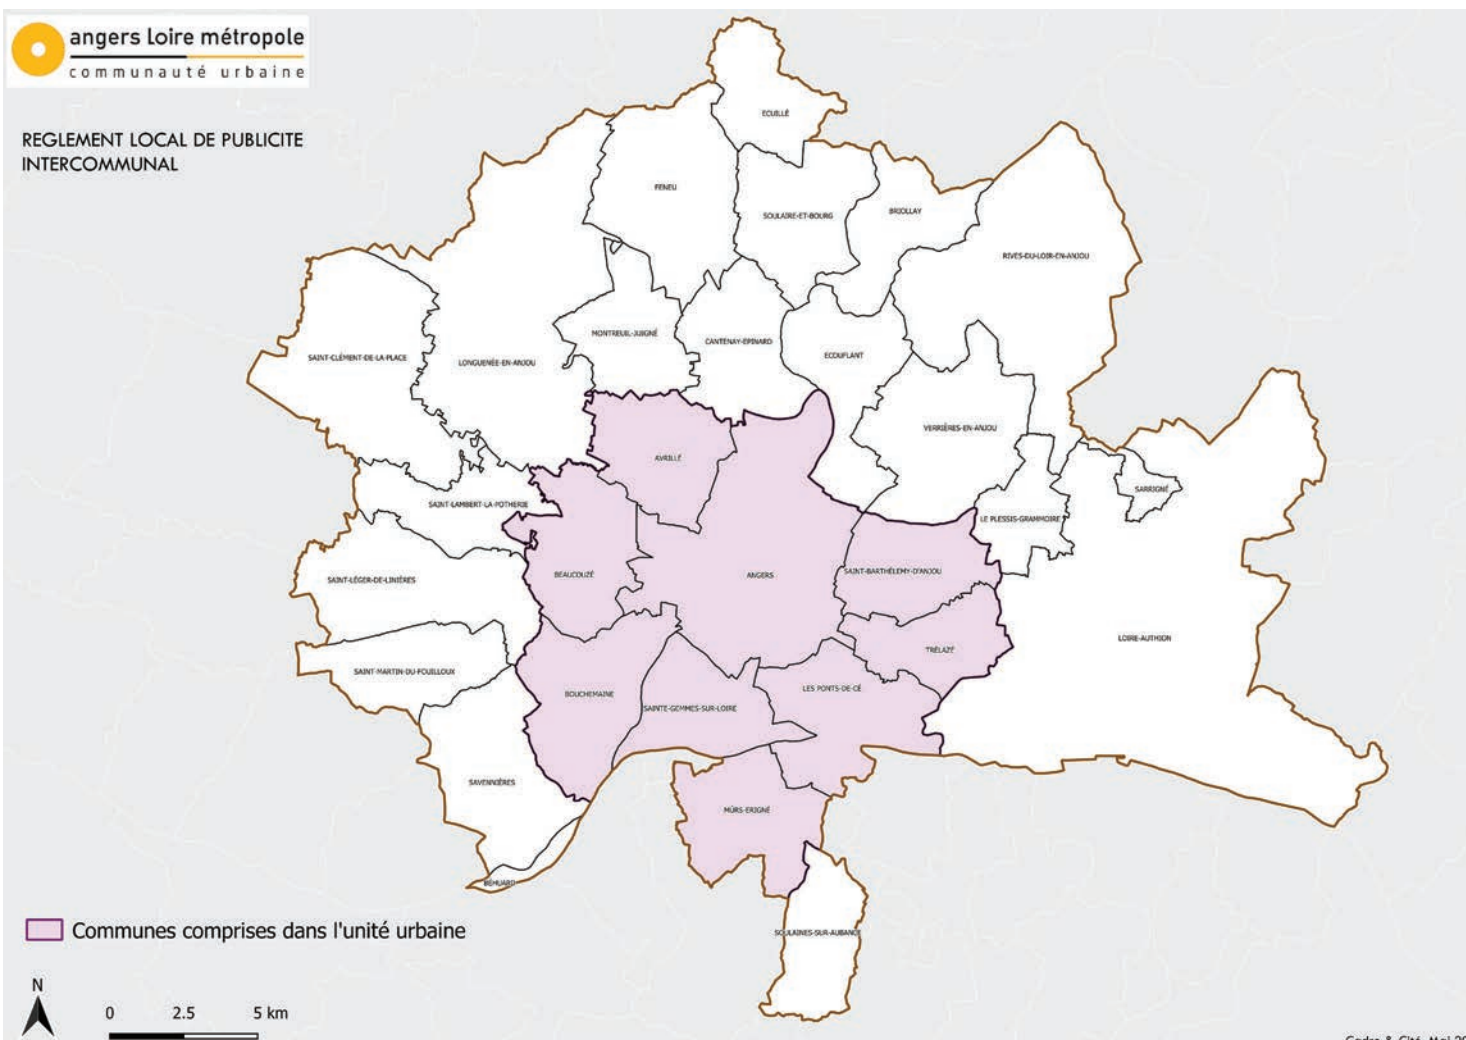 angers Loire métropole
communauté urbaine
REGLEMENT LOCAL DE PUBLICITE
INTERCOMMUNAL
ECUILLÉ
FENEU
SOULAIRE-ET-BOURG
BRIOLLAY
RIVES-DU-LOIR-EN-ANJOU
MONTREUIL-JUIGNÉ
CANTENAY-EPINARD
ECOUFLANT
SAINT-CLÉMENT-DE-LA-PLACE
LONGUENÉE-EN-ANJOU
VERRIÈRES-EN-ANJOU
AVRILLÉ
SARRIGNÉ
SAINT-LAMBERT-LA-POTHERIE
LE PLESSIS-GRAMMOIRE
BEAUCOUZÉ
ANGERS
SAINT-BARTHÉLEMY-D'ANJOU
SAINT-LÉGER-DE-LINIÈRES
LOIRE-AUTHION
TRÉLAZÉ
SAINT-MARTIN-DU-FOUILLOUX
LES PONTS-DE-CÉ
BOUCHEMAINE
SAINTE-GEMMES-SUR-LOIRE
SAVENNIÈRES
MÛRS-ERIGNÉ
BÉHUARD
SOULAINES-SUR-AUBANCE
Communes comprises dans l'unité urbaine
N
0 2.5 5 km